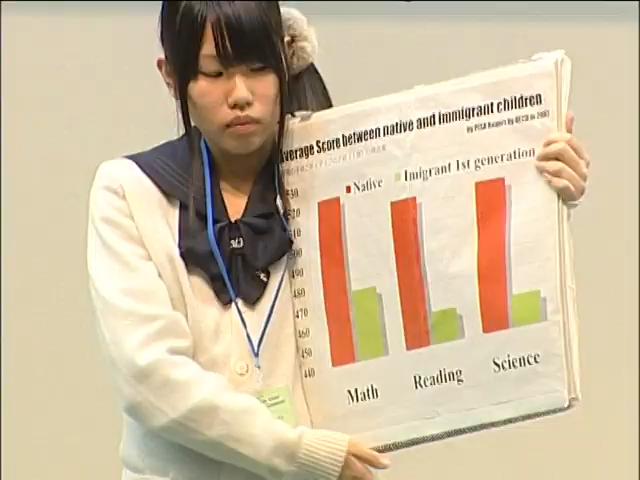 Average Score between native and immigrant children
by PISA Report by OECD in 2003
Native
Imigrant 1st generation
530
520
510
500
490
480
470
460
450
440
Math
Reading
Science